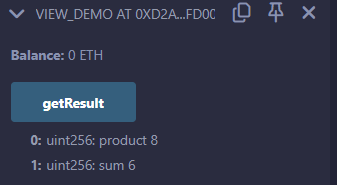 VIEW_DEMO AT 0XD2A...FD00
Balance: 0 ETH
getResult
0: uint256: product 8
1: uint256: sum 6